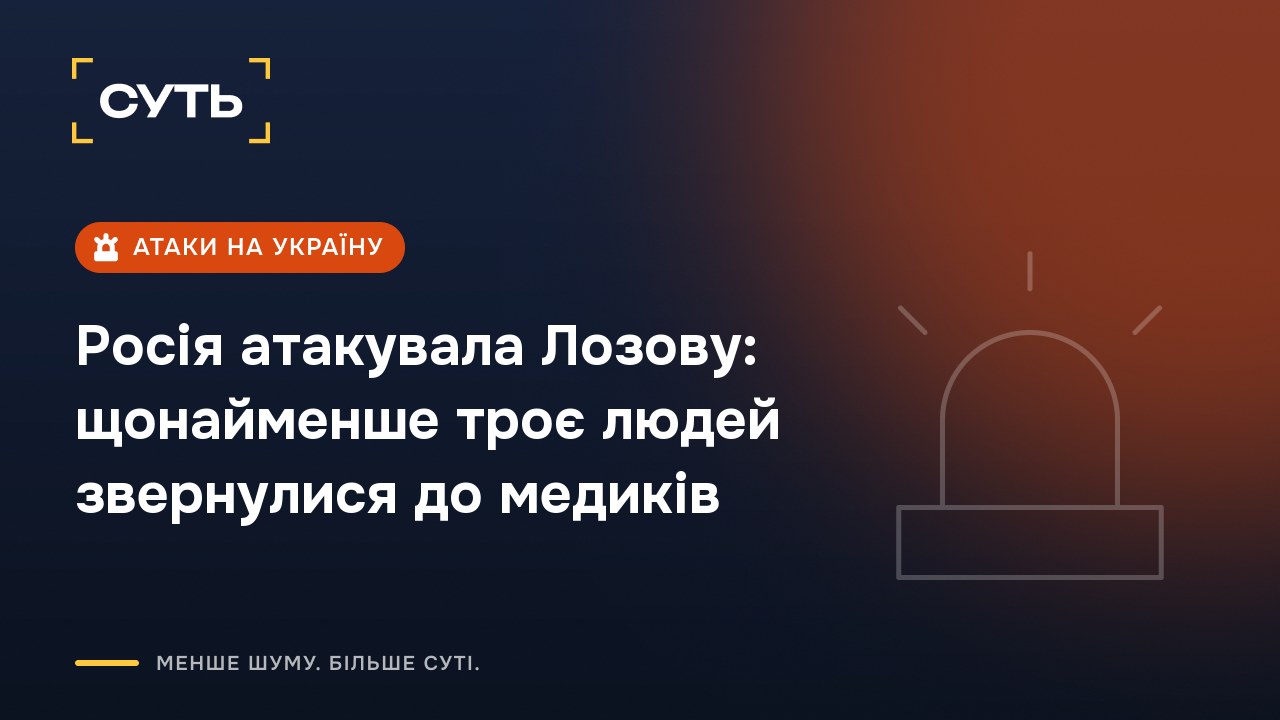 СУТЬ
АТАКИ НА УКРАЇНУ
Росія атакувала Лозову:
щонайменше троє людей
звернулися до медиків
МЕНШЕ ШУМУ. БІЛЬШЕ СУТІ.